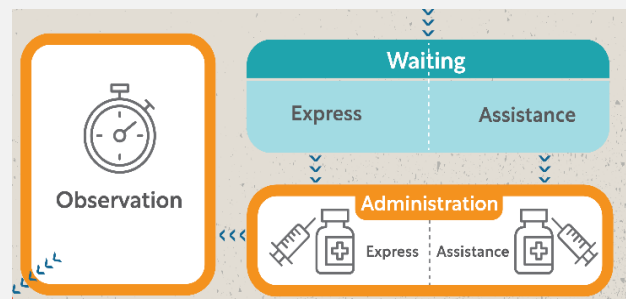 Waiting
Express Assistance
Observation
Administration
Express Assistance